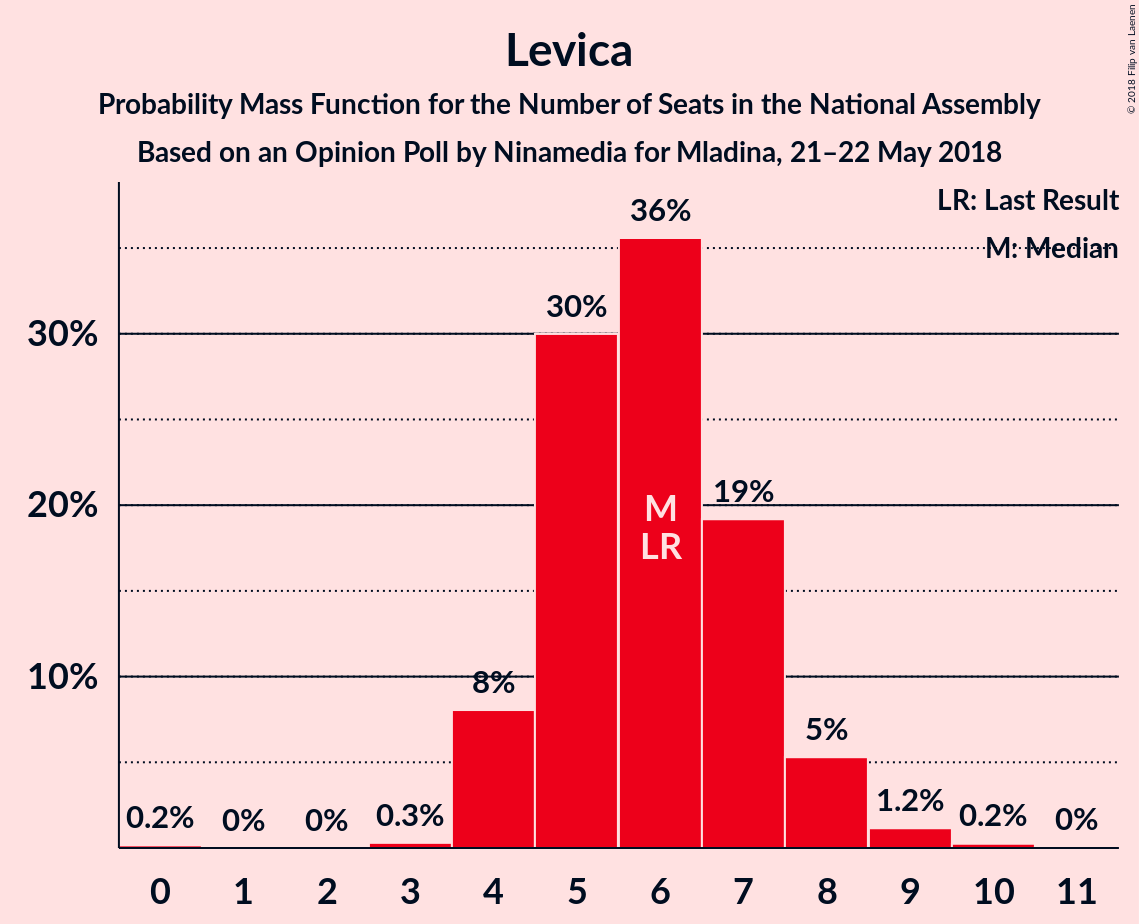 Levica
Probability Mass Function for the Number of Seats in the National Assembly
Based on an Opinion Poll by Ninamedia for Mladina, 21–22 May 2018
© 2018 Filip van Laenen
LR: Last Result
M: Median
36%
30%
30%
20%
19%
M
LR
10%
8%
5%
0.2%
0%
0%
0.3%
1.2%
0.2%
0%
0 1 2 3 4 5 6 7 8 9 10 11